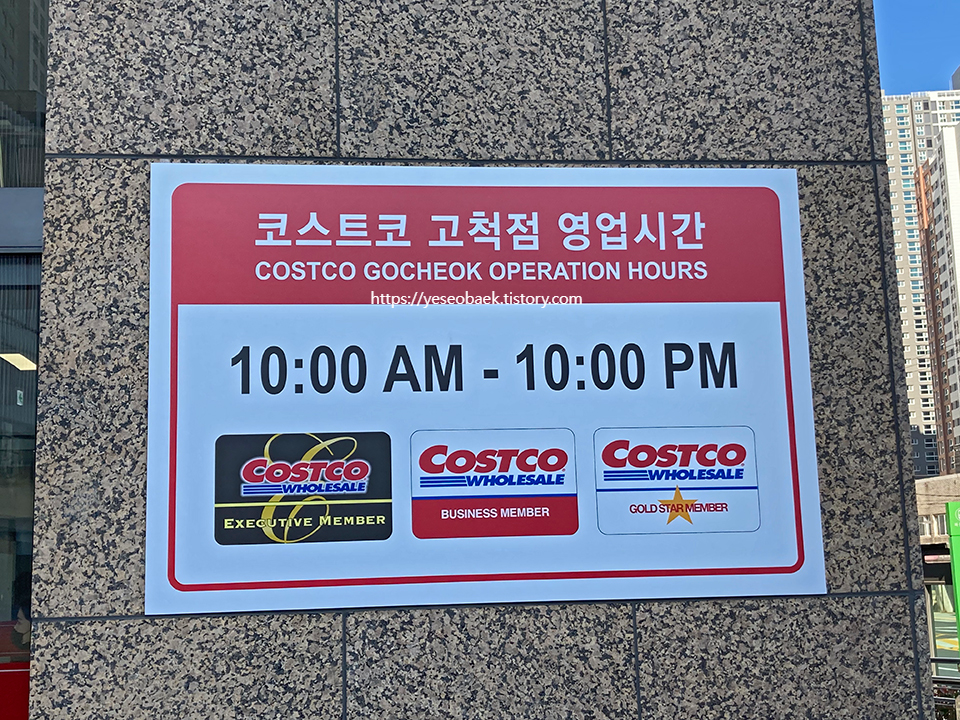 코스트코 고척점 영업시간
COSTCO GOCHEOK OPERATION HOURS
https://yeseobaek.tistory.com
10:00 AM - 10:00 PM
COSTCO
WHOLESALE
EXECUTIVE MEMBER
COSTCO
WHOLESALE
BUSINESS MEMBER
COSTCO
WHOLESALE
GOLD STAR MEMBER